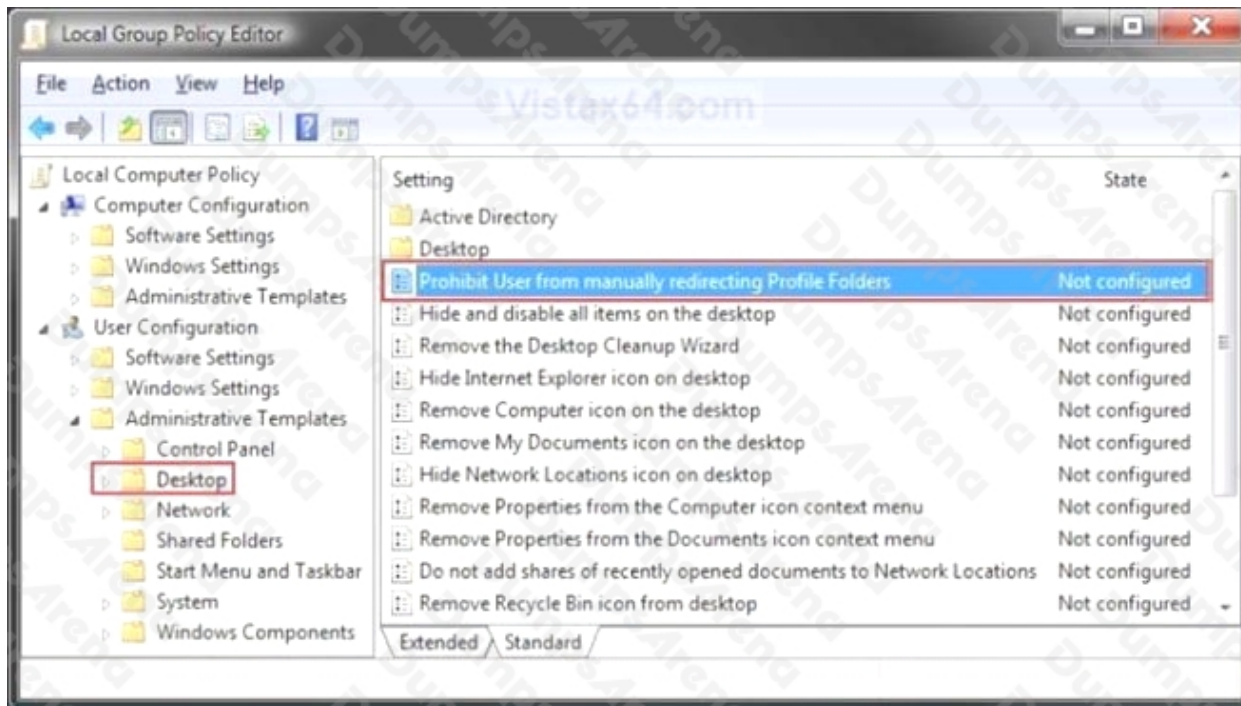 Local Group Policy Editor
File Action View Help
Vistax64.com
Local Computer Policy
Computer Configuration
Software Settings
Windows Settings
Administrative Templates
User Configuration
Software Settings
Windows Settings
Administrative Templates
Control Panel
Desktop
Network
Shared Folders
Start Menu and Taskbar
System
Windows Components
Setting State
Active Directory
Desktop
Prohibit User from manually redirecting Profile Folders Not configured
Hide and disable all items on the desktop Not configured
Remove the Desktop Cleanup Wizard Not configured
Hide Internet Explorer icon on desktop Not configured
Remove Computer icon on the desktop Not configured
Remove My Documents icon on the desktop Not configured
Hide Network Locations icon on desktop Not configured
Remove Properties from the Computer icon context menu Not configured
Remove Properties from the Documents icon context menu Not configured
Do not add shares of recently opened documents to Network Locations Not configured
Remove Recycle Bin icon from desktop Not configured
Extended Standard
DumpsArena